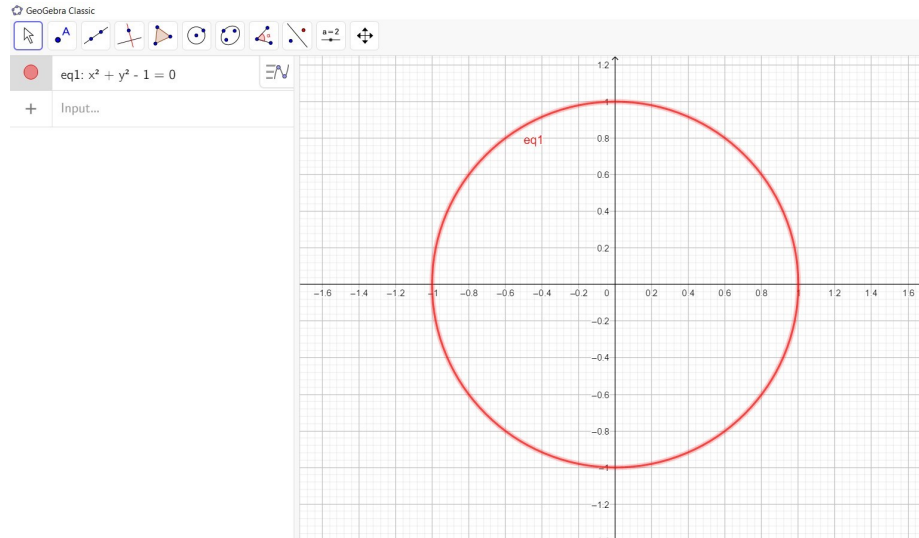 GeoGebra Classic
A
α
a=2
eq1: x² + y² - 1 = 0
+ Input...
1.2
1
eq1
0.8
0.6
0.4
0.2
–1.6 –1.4 –1.2 –1 –0.8 –0.6 –0.4 –0.2 0 0.2 0.4 0.6 0.8 1 1.2 1.4 1.6
–0.2
–0.4
–0.6
–0.8
–1
–1.2